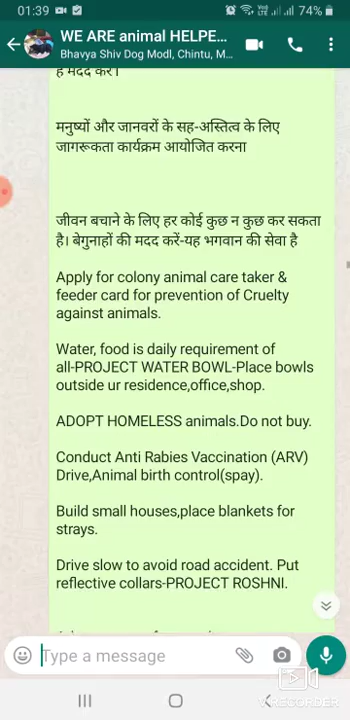 01:39
74%
WE ARE animal HELPE...
Bhavya Shiv Dog Modl, Chintu, M...
है मदद करें।
मनुष्यों और जानवरों के सह-अस्तित्व के लिए
जागरूकता कार्यक्रम आयोजित करना
जीवन बचाने के लिए हर कोई कुछ न कुछ कर सकता
है। बेगुनाहों की मदद करें-यह भगवान की सेवा है
Apply for colony animal care taker &
feeder card for prevention of Cruelty
against animals.
Water, food is daily requirement of
all-PROJECT WATER BOWL-Place bowls
outside ur residence,office,shop.
ADOPT HOMELESS animals.Do not buy.
Conduct Anti Rabies Vaccination (ARV)
Drive,Animal birth control(spay).
Build small houses,place blankets for
strays.
Drive slow to avoid road accident. Put
reflective collars-PROJECT ROSHNI.
Type a message
V RECORDER